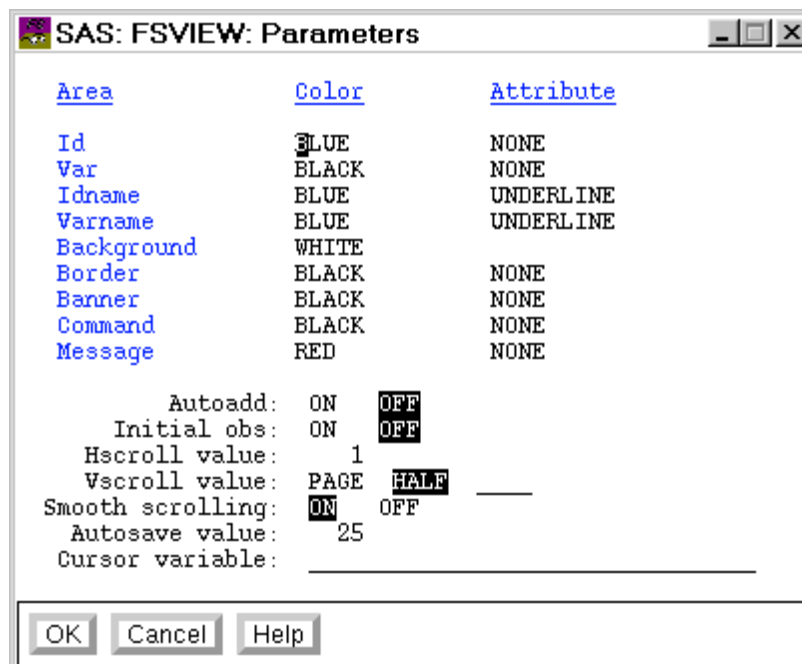 SAS: FSVIEW: Parameters
Area Color Attribute
Id BLUE NONE
Var BLACK NONE
Idname BLUE UNDERLINE
Varname BLUE UNDERLINE
Background WHITE
Border BLACK NONE
Banner BLACK NONE
Command BLACK NONE
Message RED NONE
Autoadd: ON OFF
Initial obs: ON OFF
Hscroll value: 1
Vscroll value: PAGE HALF
Smooth scrolling: ON OFF
Autosave value: 25
Cursor variable:
OK Cancel Help